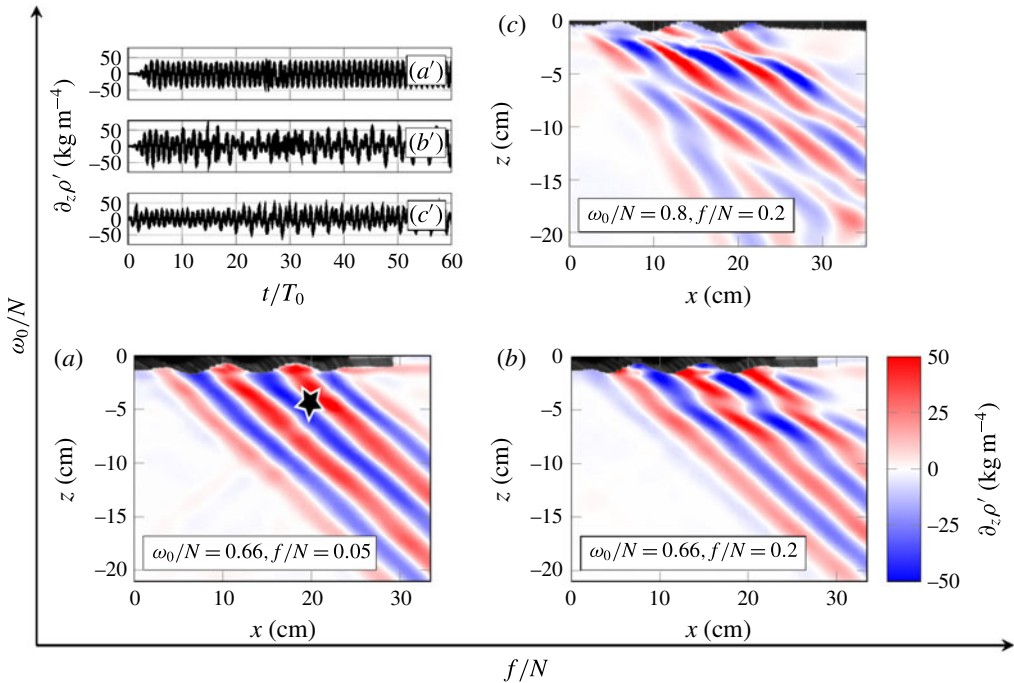 50
0
−50
(a′)
50
0
−50
(b′)
50
0
−50
(c′)
0 10 20 30 40 50 60
t/T₀
∂_zρ′ (kg m⁻⁴)
(c)
0
−5
−10
−15
−20
z (cm)
ω₀/N = 0.8, f/N = 0.2
0 10 20 30
x (cm)
ω₀/N
(a)
0
−5
−10
−15
−20
z (cm)
ω₀/N = 0.66, f/N = 0.05
0 10 20 30
x (cm)
(b)
0
−5
−10
−15
−20
z (cm)
ω₀/N = 0.66, f/N = 0.2
0 10 20 30
x (cm)
50
25
0
−25
−50
∂_zρ′ (kg m⁻⁴)
f/N